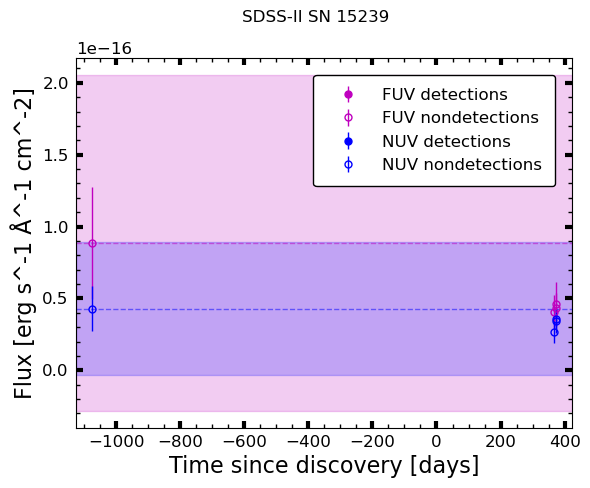 SDSS-II SN 15239
1e−16
FUV detections
FUV nondetections
NUV detections
NUV nondetections
2.0
1.5
1.0
0.5
0.0
Flux [erg s^-1 Å^-1 cm^-2]
−1000 −800 −600 −400 −200 0 200 400
Time since discovery [days]